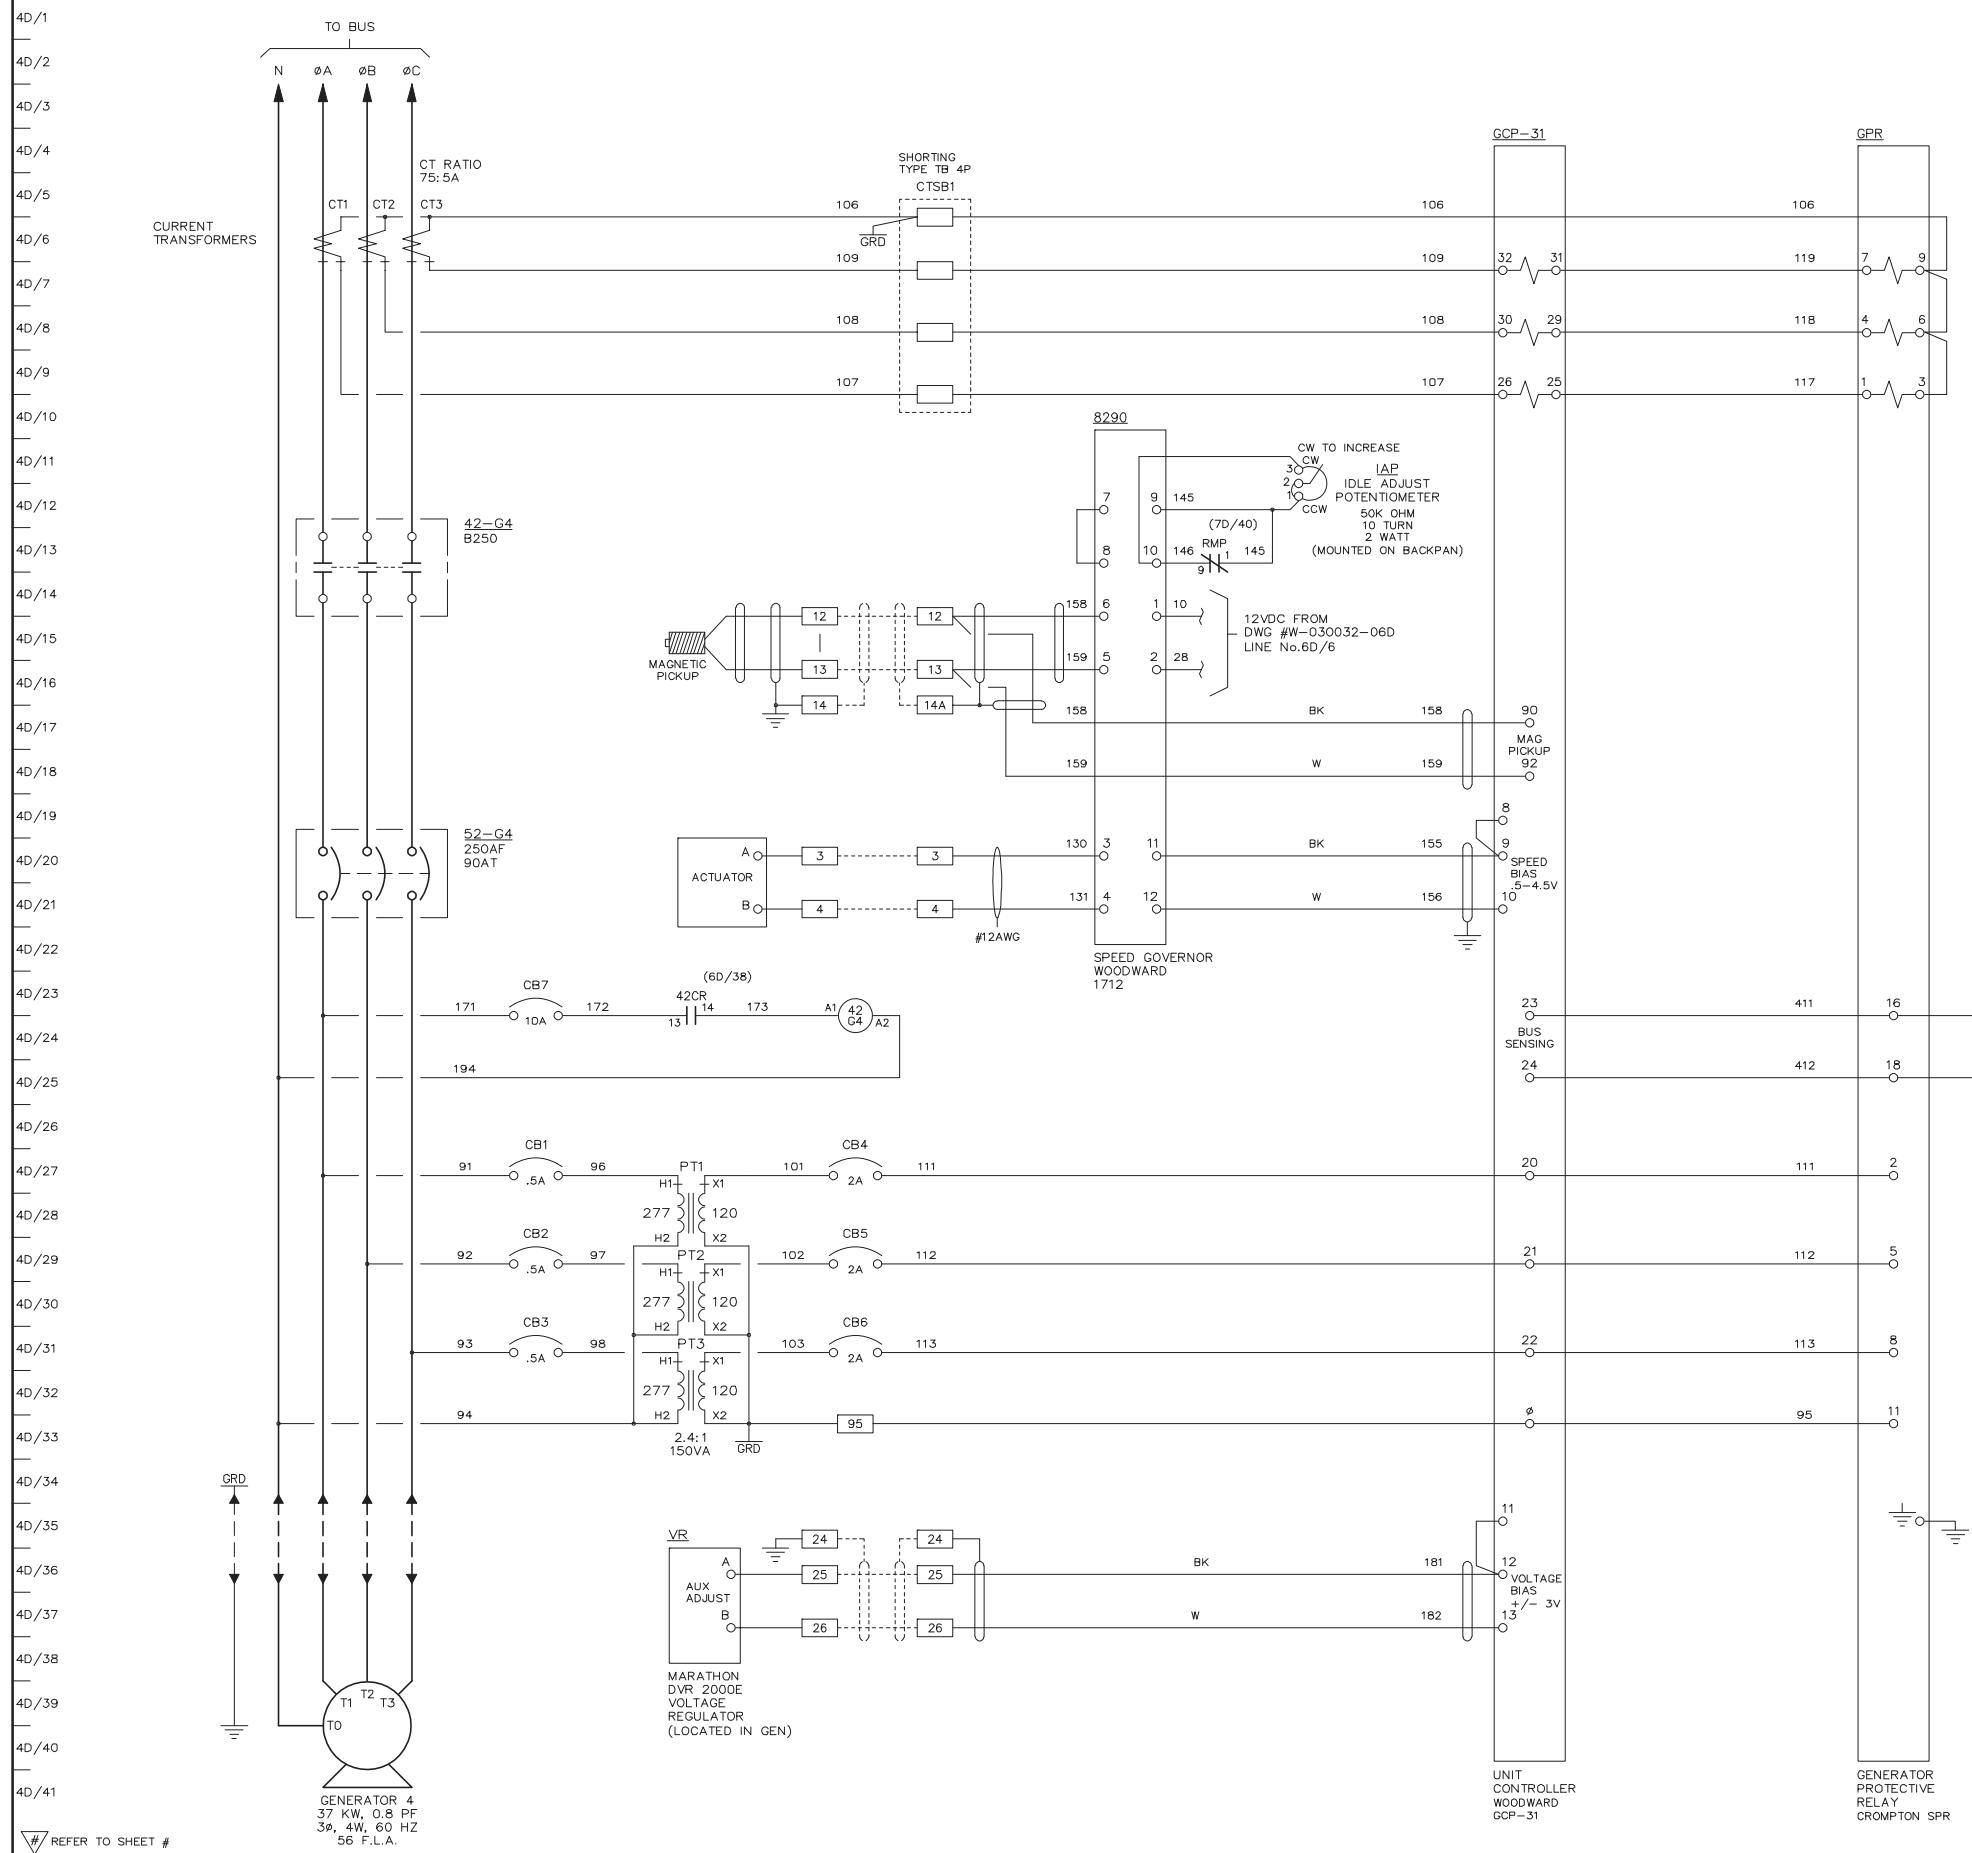 4D/1
4D/2
4D/3
4D/4
4D/5
4D/6
4D/7
4D/8
4D/9
4D/10
4D/11
4D/12
4D/13
4D/14
4D/15
4D/16
4D/17
4D/18
4D/19
4D/20
4D/21
4D/22
4D/23
4D/24
4D/25
4D/26
4D/27
4D/28
4D/29
4D/30
4D/31
4D/32
4D/33
4D/34
4D/35
4D/36
4D/37
4D/38
4D/39
4D/40
4D/41
# REFER TO SHEET #
TO BUS
N øA øB øC
CT RATIO
75:5A
CT1 CT2 CT3
CURRENT
TRANSFORMERS
SHORTING
TYPE TB 4P
CTSB1
GRD
106 106 106
109 109 32 31 119 7 9
108 108 30 29 118 4 6
107 107 26 25 117 1 3
GCP-31
GPR
42-G4
B250
8290
7 9 145
8 10 146 RMP 1 145
9
(7D/40)
CW TO INCREASE
CW
3
2
1
CCW
IAP
IDLE ADJUST
POTENTIOMETER
50K OHM
10 TURN
2 WATT
(MOUNTED ON BACKPAN)
MAGNETIC
PICKUP
12 12 158 6 1 10
13 13 159 5 2 28
14 14A
12VDC FROM
DWG #W-030032-06D
LINE No.6D/6
158 BK 158 90
MAG
PICKUP
159 W 159 92
52-G4
250AF
90AT
ACTUATOR
A 3 3 130 3 11 BK 155 9
B 4 4 131 4 12 W 156 10
8
SPEED
BIAS
.5-4.5V
#12AWG
SPEED GOVERNOR
WOODWARD
1712
171 CB7 10A 172 42CR 13 14 173 A1 42 G4 A2
(6D/38)
194
23 411 16
BUS
SENSING
24 412 18
91 CB1 .5A 96 PT1 101 CB4 2A 111 20 111 2
H1 X1
277 120
H2 X2
92 CB2 .5A 97 PT2 102 CB5 2A 112 21 112 5
H1 X1
277 120
H2 X2
93 CB3 .5A 98 PT3 103 CB6 2A 113 22 113 8
H1 X1
277 120
H2 X2
94 95 ø 95 11
2.4:1
150VA
GRD
GRD
VR
AUX
ADJUST
24 24
A 25 25 BK 181 12
B 26 26 W 182 13
11
VOLTAGE
BIAS
+/- 3V
MARATHON
DVR 2000E
VOLTAGE
REGULATOR
(LOCATED IN GEN)
T1 T2 T3
T0
GENERATOR 4
37 KW, 0.8 PF
3ø, 4W, 60 HZ
56 F.L.A.
UNIT
CONTROLLER
WOODWARD
GCP-31
GENERATOR
PROTECTIVE
RELAY
CROMPTON SPR